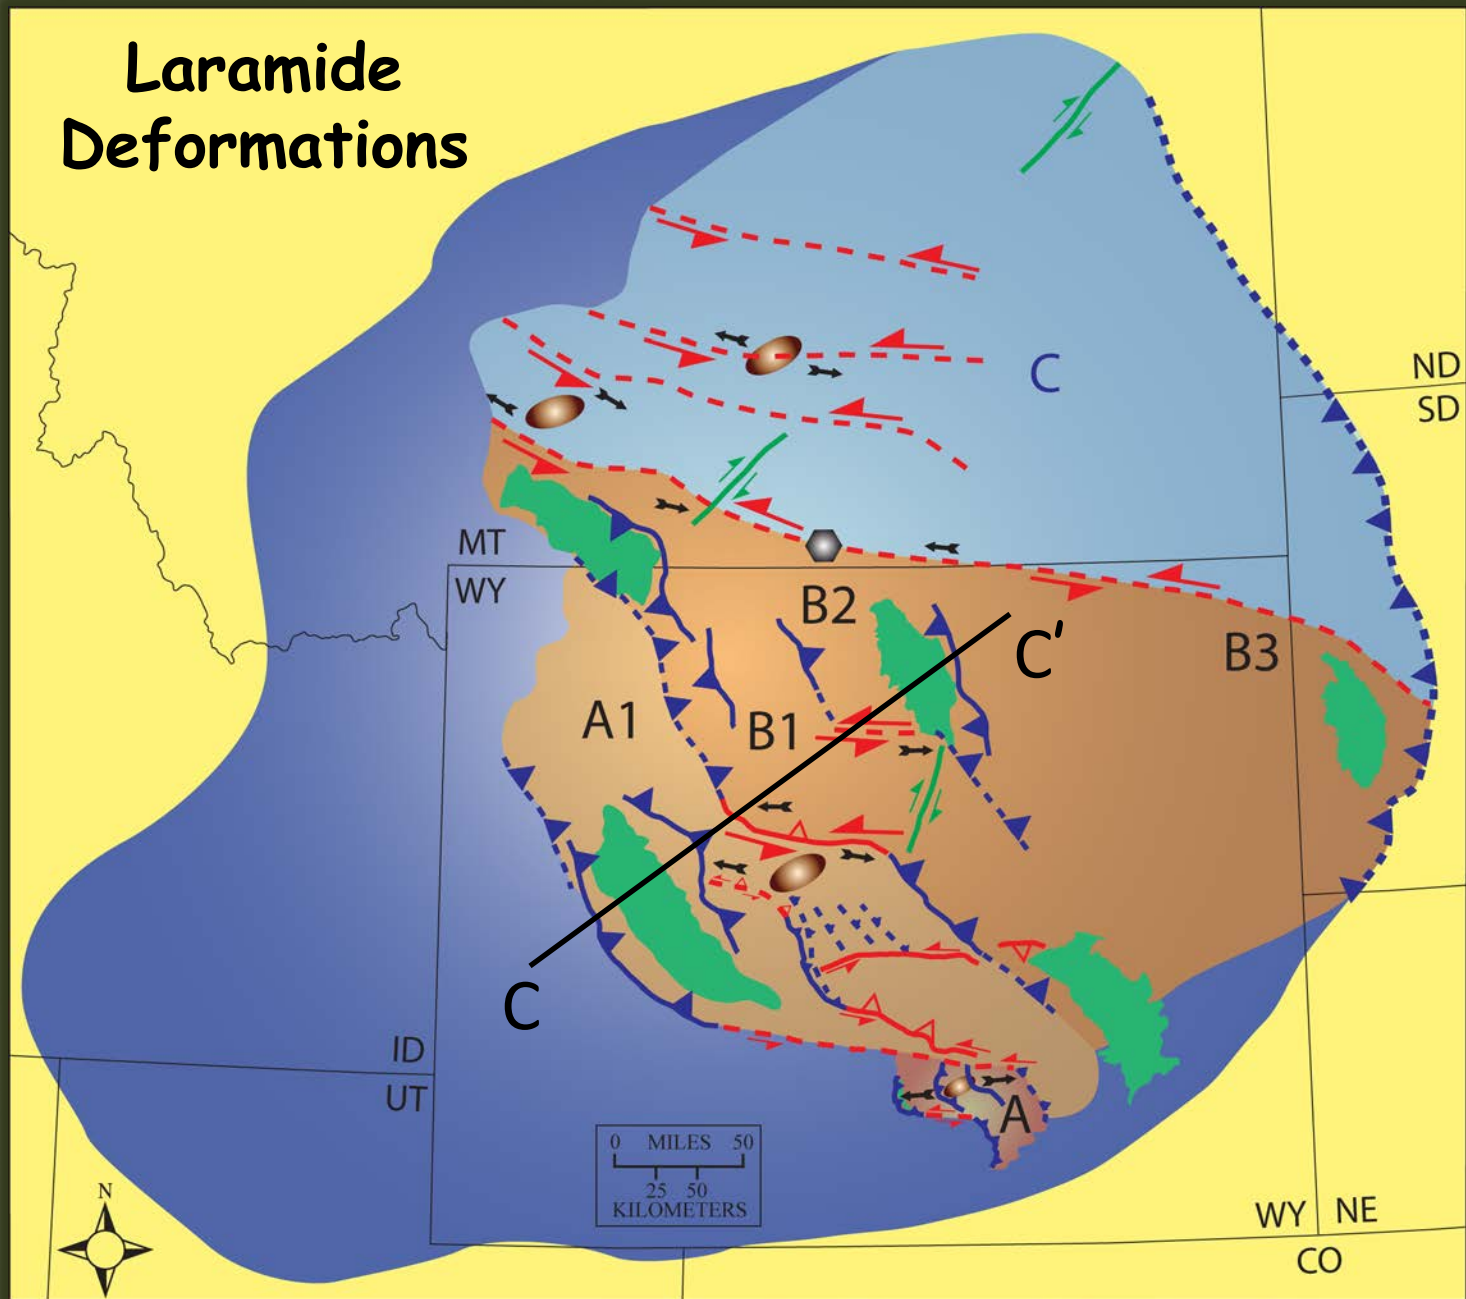 Laramide
Deformations
C
ND
SD
MT
WY
B2
C'
B3
A1
B1
C
ID
UT
A
0 MILES 50
25 50
KILOMETERS
N
WY NE
CO